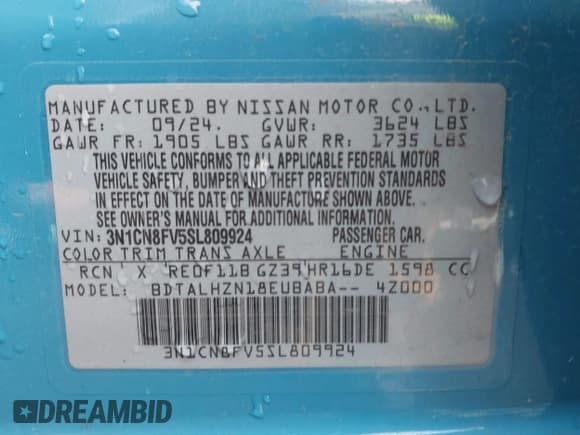 MANUFACTURED BY NISSAN MOTOR CO., LTD.
DATE: 09/24. GVWR: 3624 LBS
GAWR FR: 1905 LBS GAWR RR: 1735 LBS
THIS VEHICLE CONFORMS TO ALL APPLICABLE FEDERAL MOTOR
VEHICLE SAFETY, BUMPER AND THEFT PREVENTION STANDARDS
IN EFFECT ON THE DATE OF MANUFACTURE SHOWN ABOVE.
SEE OWNER'S MANUAL FOR ADDITIONAL INFORMATION
VIN: 3N1CN8FV5SL809924 PASSENGER CAR.
COLOR TRIM TRANS AXLE ENGINE
RCN X RE0F11B GZ39 HR16DE 1598 CC
MODEL: BDTALHZN18EUBABA-- 4Z000
3N1CN8FV5SL809924
DREAMBID